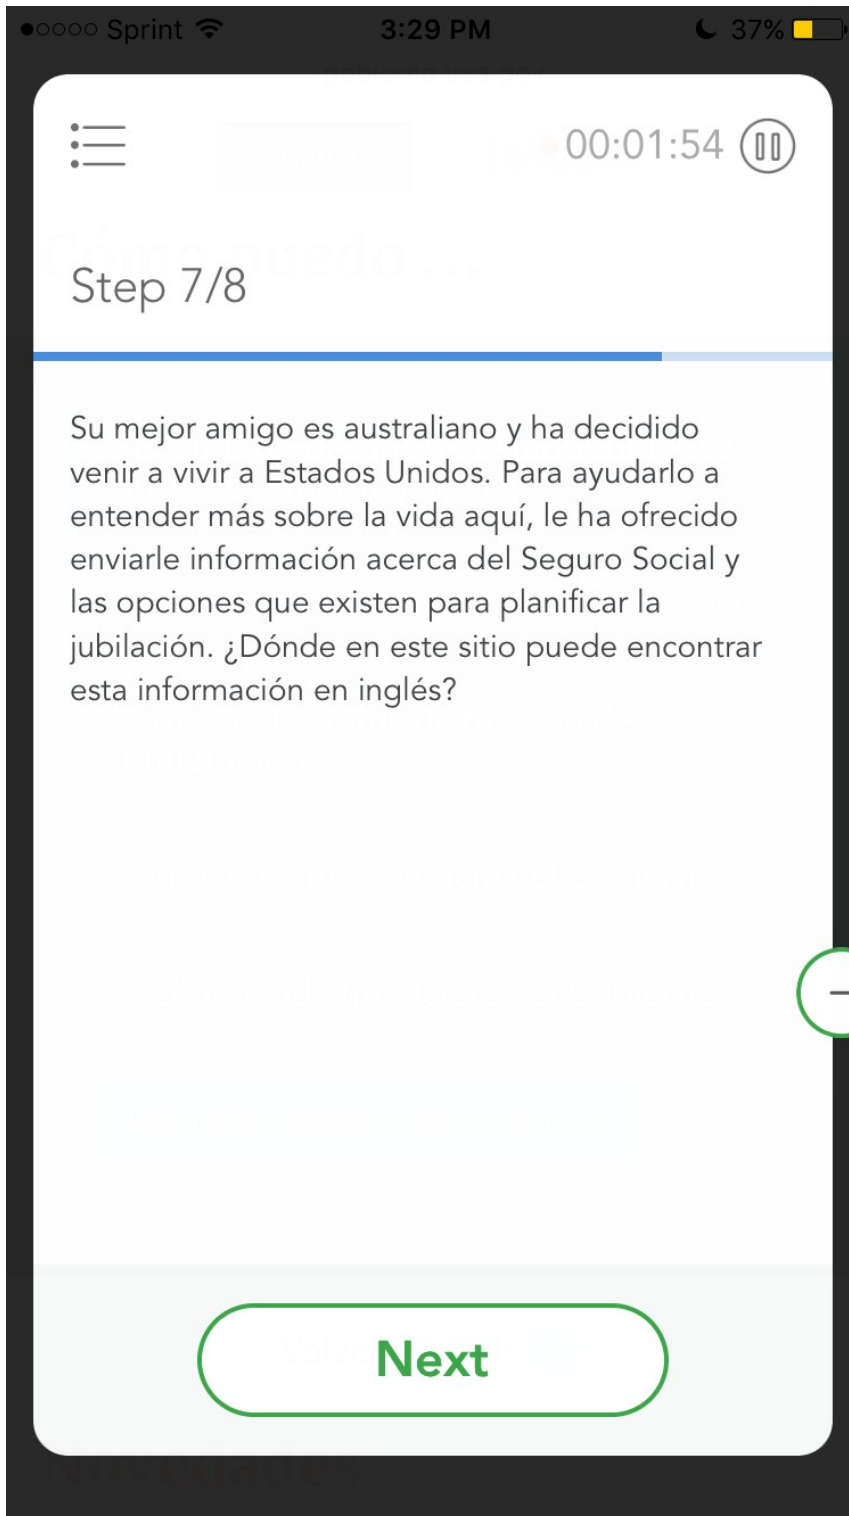 Sprint 3:29 PM 37%
00:01:54
Cómo puedo ...
Step 7/8
Su mejor amigo es australiano y ha decidido
venir a vivir a Estados Unidos. Para ayudarlo a
entender más sobre la vida aquí, le ha ofrecido
enviarle información acerca del Seguro Social y
las opciones que existen para planificar la
jubilación. ¿Dónde en este sitio puede encontrar
esta información en inglés?
Next
Novedades